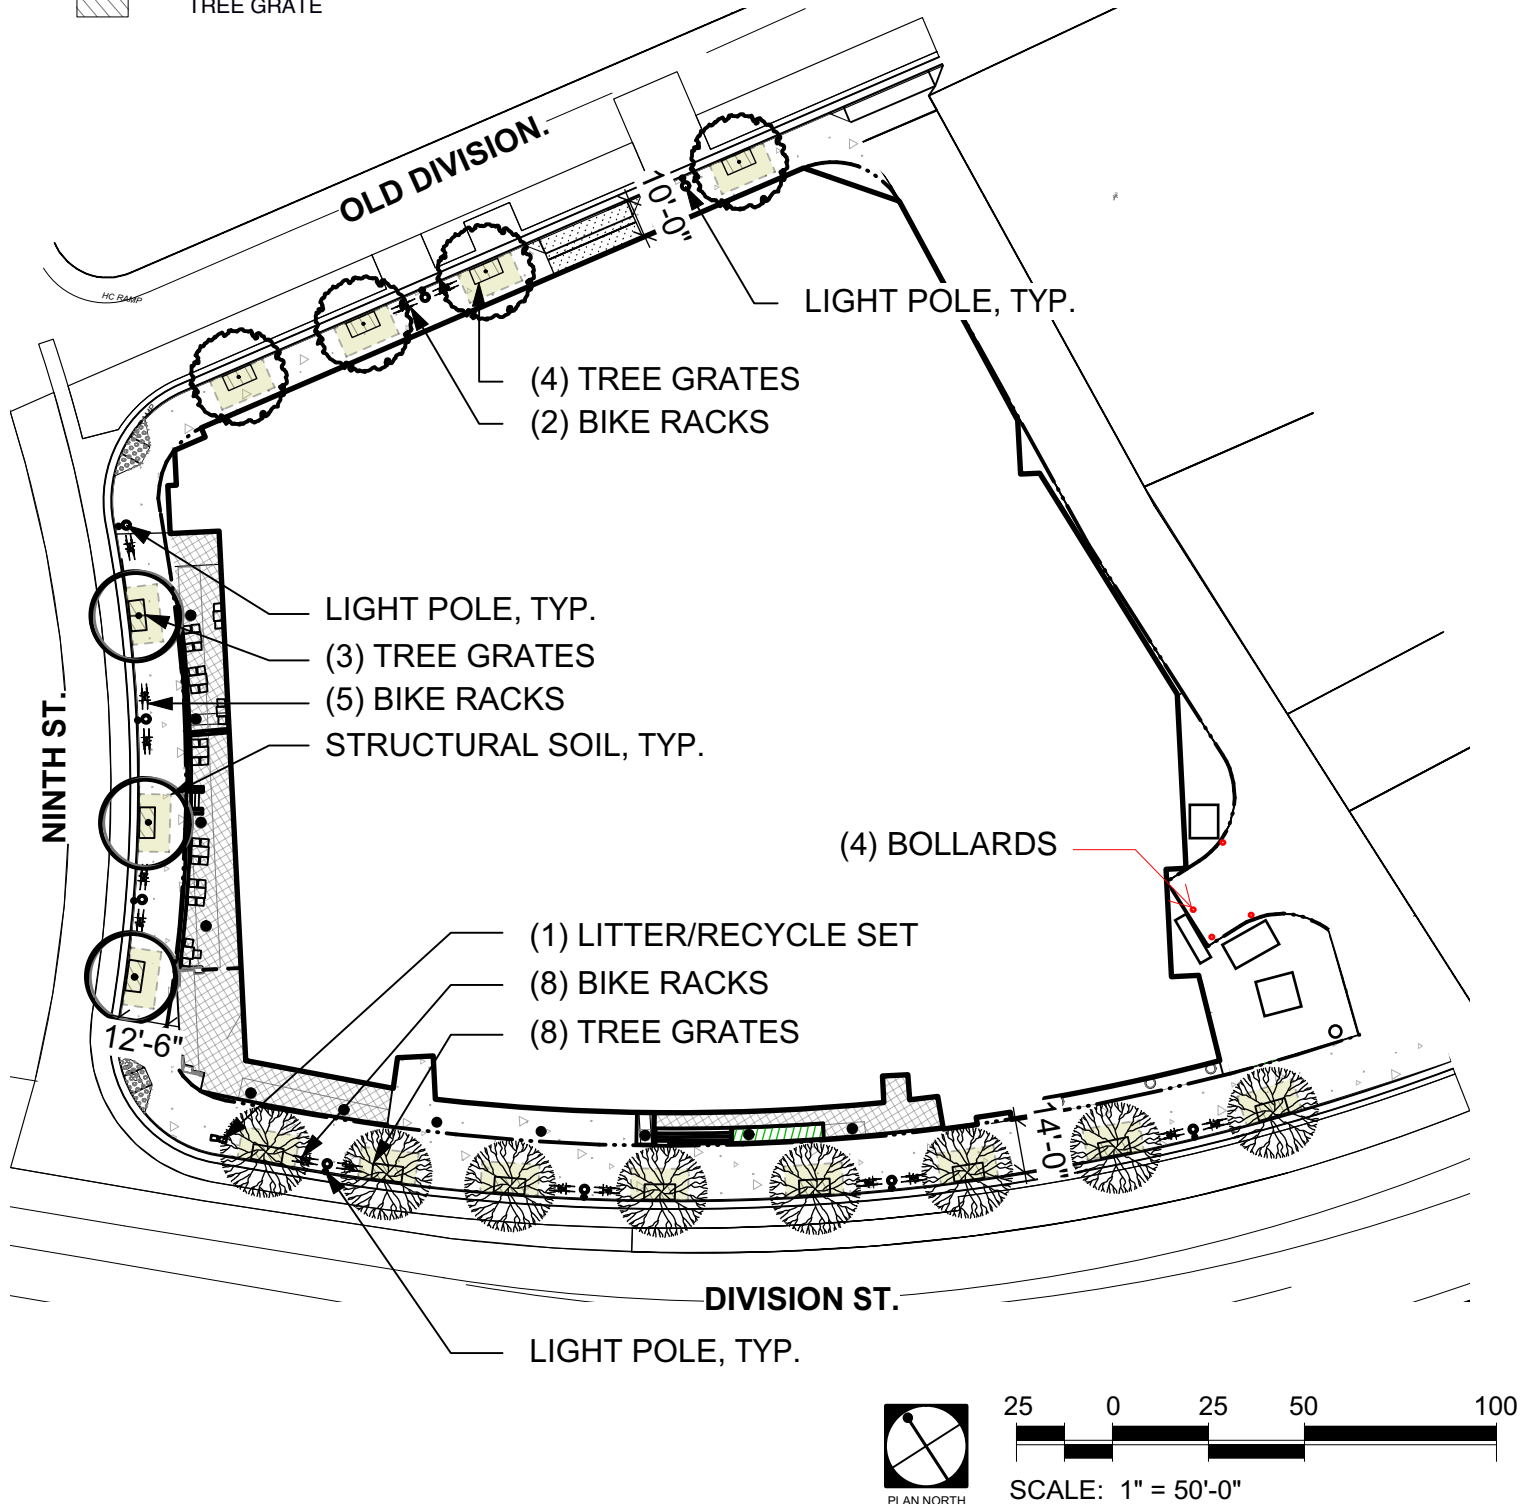 TREE GRATE
OLD DIVISION.
HC RAMP
10'-0"
LIGHT POLE, TYP.
(4) TREE GRATES
(2) BIKE RACKS
LIGHT POLE, TYP.
(3) TREE GRATES
(5) BIKE RACKS
STRUCTURAL SOIL, TYP.
NINTH ST.
(4) BOLLARDS
(1) LITTER/RECYCLE SET
(8) BIKE RACKS
(8) TREE GRATES
12'-6"
14'-0"
DIVISION ST.
LIGHT POLE, TYP.
25 0 25 50 100
SCALE: 1" = 50'-0"
PLAN NORTH